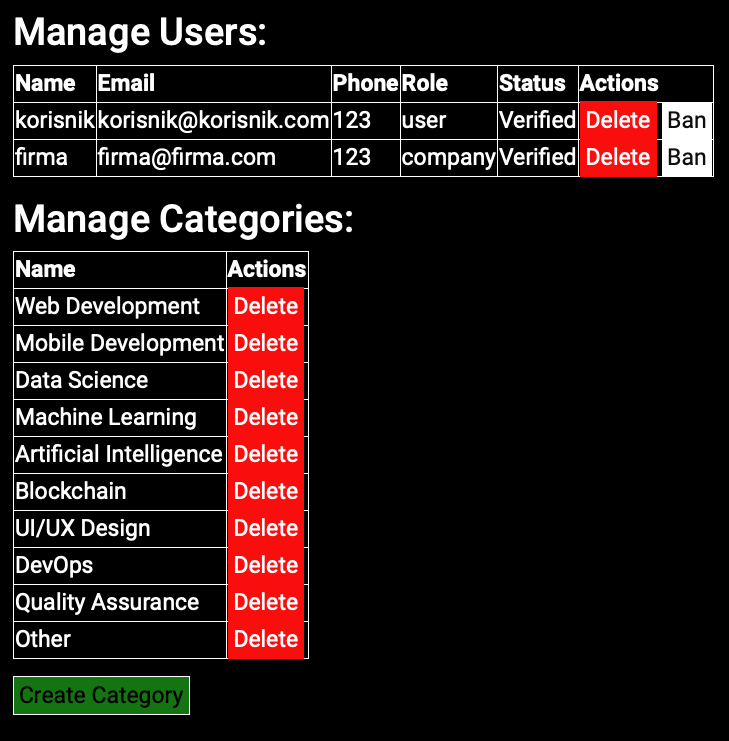 Manage Users:
Name Email Phone Role Status Actions
korisnik korisnik@korisnik.com 123 user Verified Delete Ban
firma firma@firma.com 123 company Verified Delete Ban
Manage Categories:
Name Actions
Web Development Delete
Mobile Development Delete
Data Science Delete
Machine Learning Delete
Artificial Intelligence Delete
Blockchain Delete
UI/UX Design Delete
DevOps Delete
Quality Assurance Delete
Other Delete
Create Category